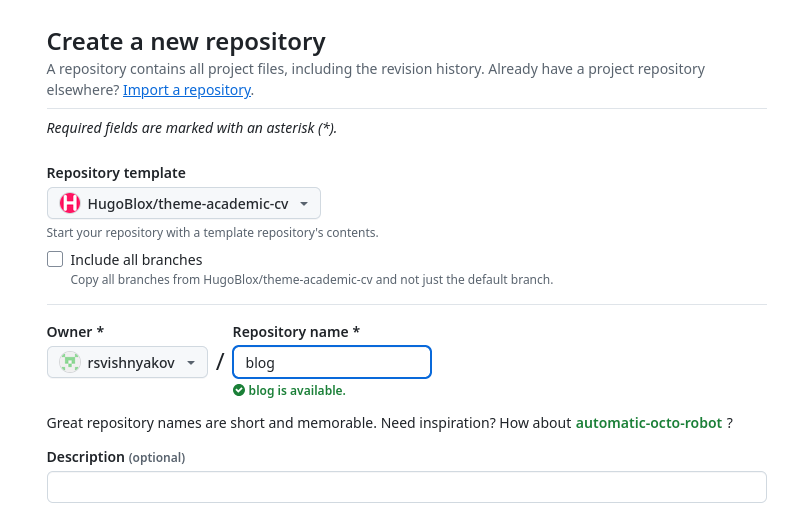 Create a new repository
A repository contains all project files, including the revision history. Already have a project repository
elsewhere? Import a repository.
Required fields are marked with an asterisk (*).
Repository template
HugoBlox/theme-academic-cv
Start your repository with a template repository's contents.
Include all branches
Copy all branches from HugoBlox/theme-academic-cv and not just the default branch.
Owner * Repository name *
rsvishnyakov / blog
blog is available.
Great repository names are short and memorable. Need inspiration? How about automatic-octo-robot ?
Description (optional)